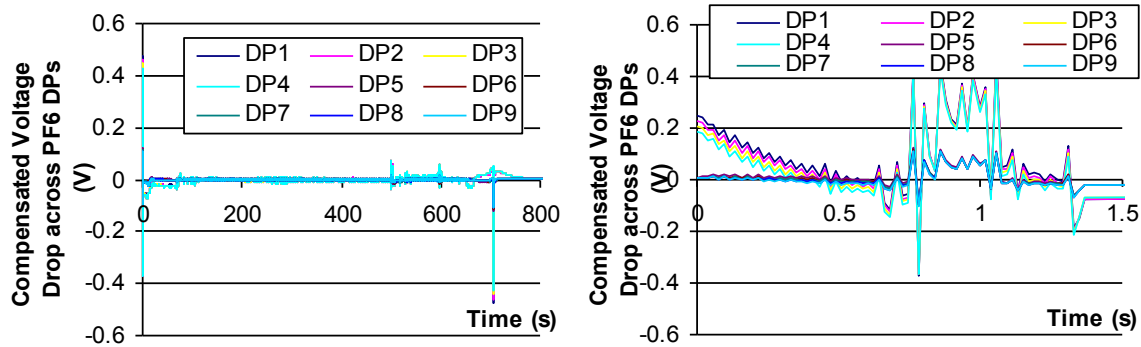 Compensated Voltage
Drop across PF6 DPs
(V)
0.6
0.4
0.2
0
-0.2
-0.4
-0.6
DP1 DP2 DP3
DP4 DP5 DP6
DP7 DP8 DP9
0 200 400 600 800
Time (s)
Compensated Voltage
Drop across PF6 DPs
(V)
0.6
0.4
0.2
0
-0.2
-0.4
-0.6
DP1 DP2 DP3
DP4 DP5 DP6
DP7 DP8 DP9
0 0.5 1 1.5
Time (s)